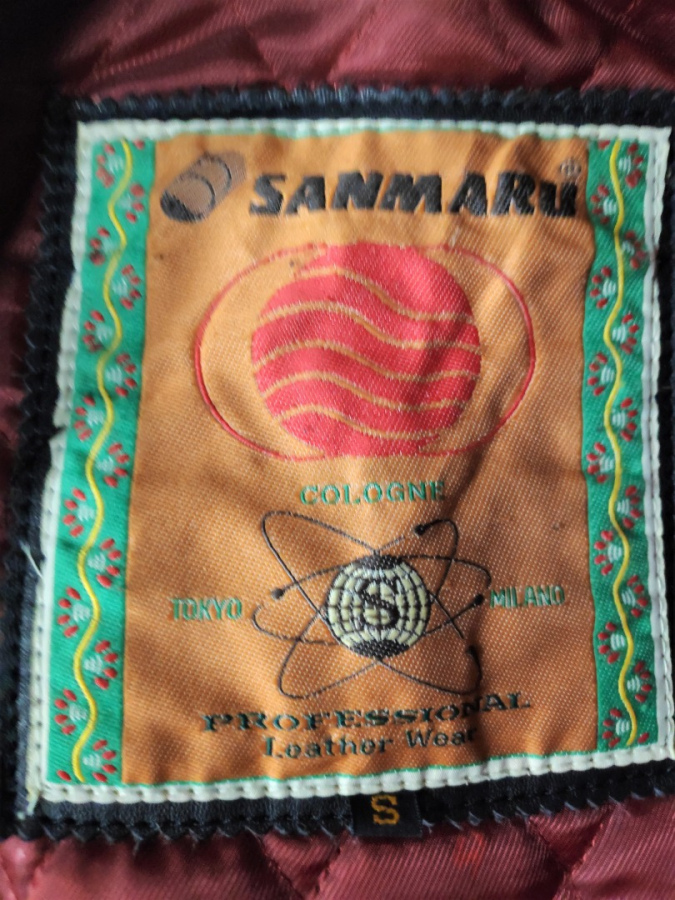 SANMARU®
COLOGNE
TOKYO
S
MILANO
PROFESSIONAL
Leather Wear
S